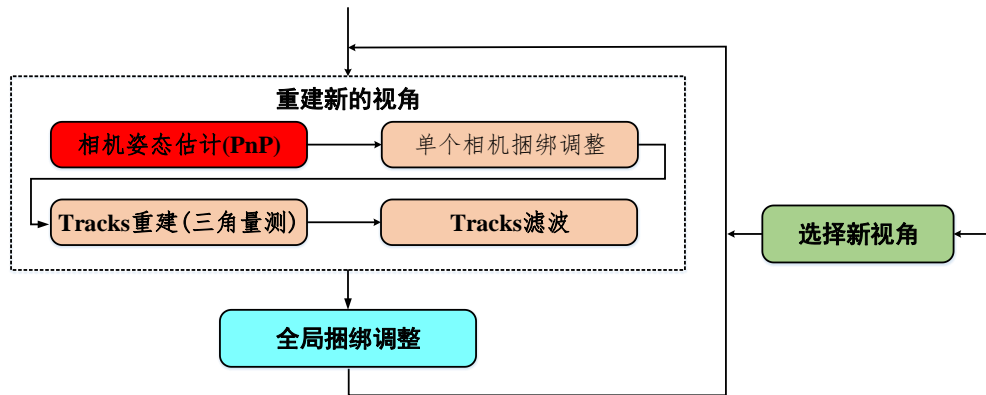 重建新的视角
相机姿态估计(PnP)
单个相机捆绑调整
Tracks重建(三角量测)
Tracks滤波
选择新视角
全局捆绑调整